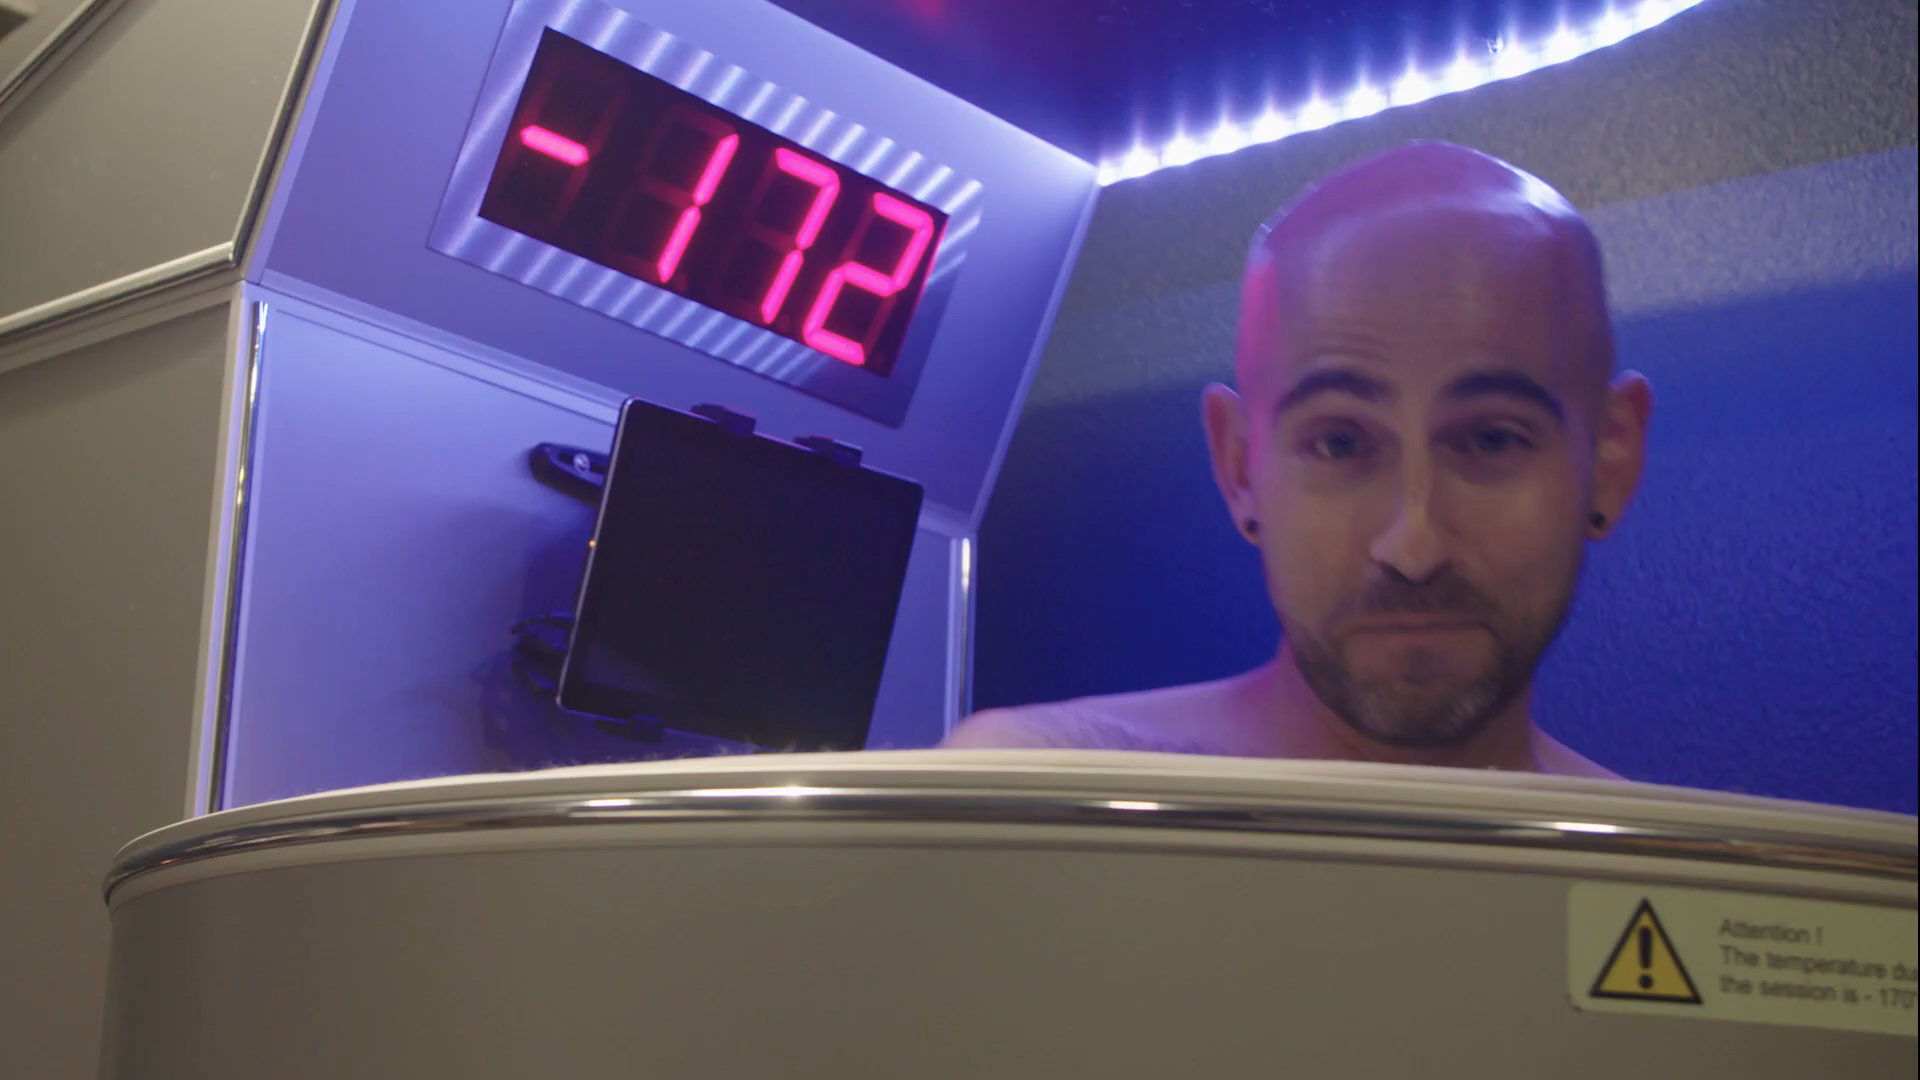 -172
Attention !
The temperature du
the session is - 170°